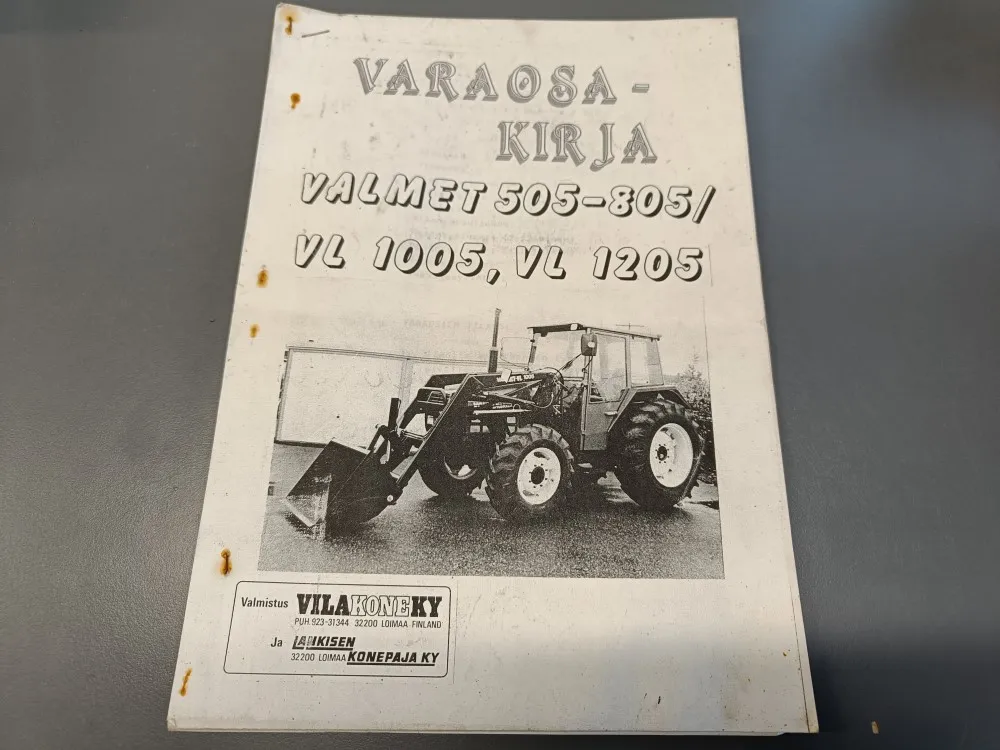 VARAOSA-
KIRJA
VALMET 505-805/
VL 1005, VL 1205
Valmistus VILAKONE KY
PUH. 923-31344 32200 LOIMAA FINLAND
Ja LAHKISEN
32200 LOIMAA KONEPAJA KY